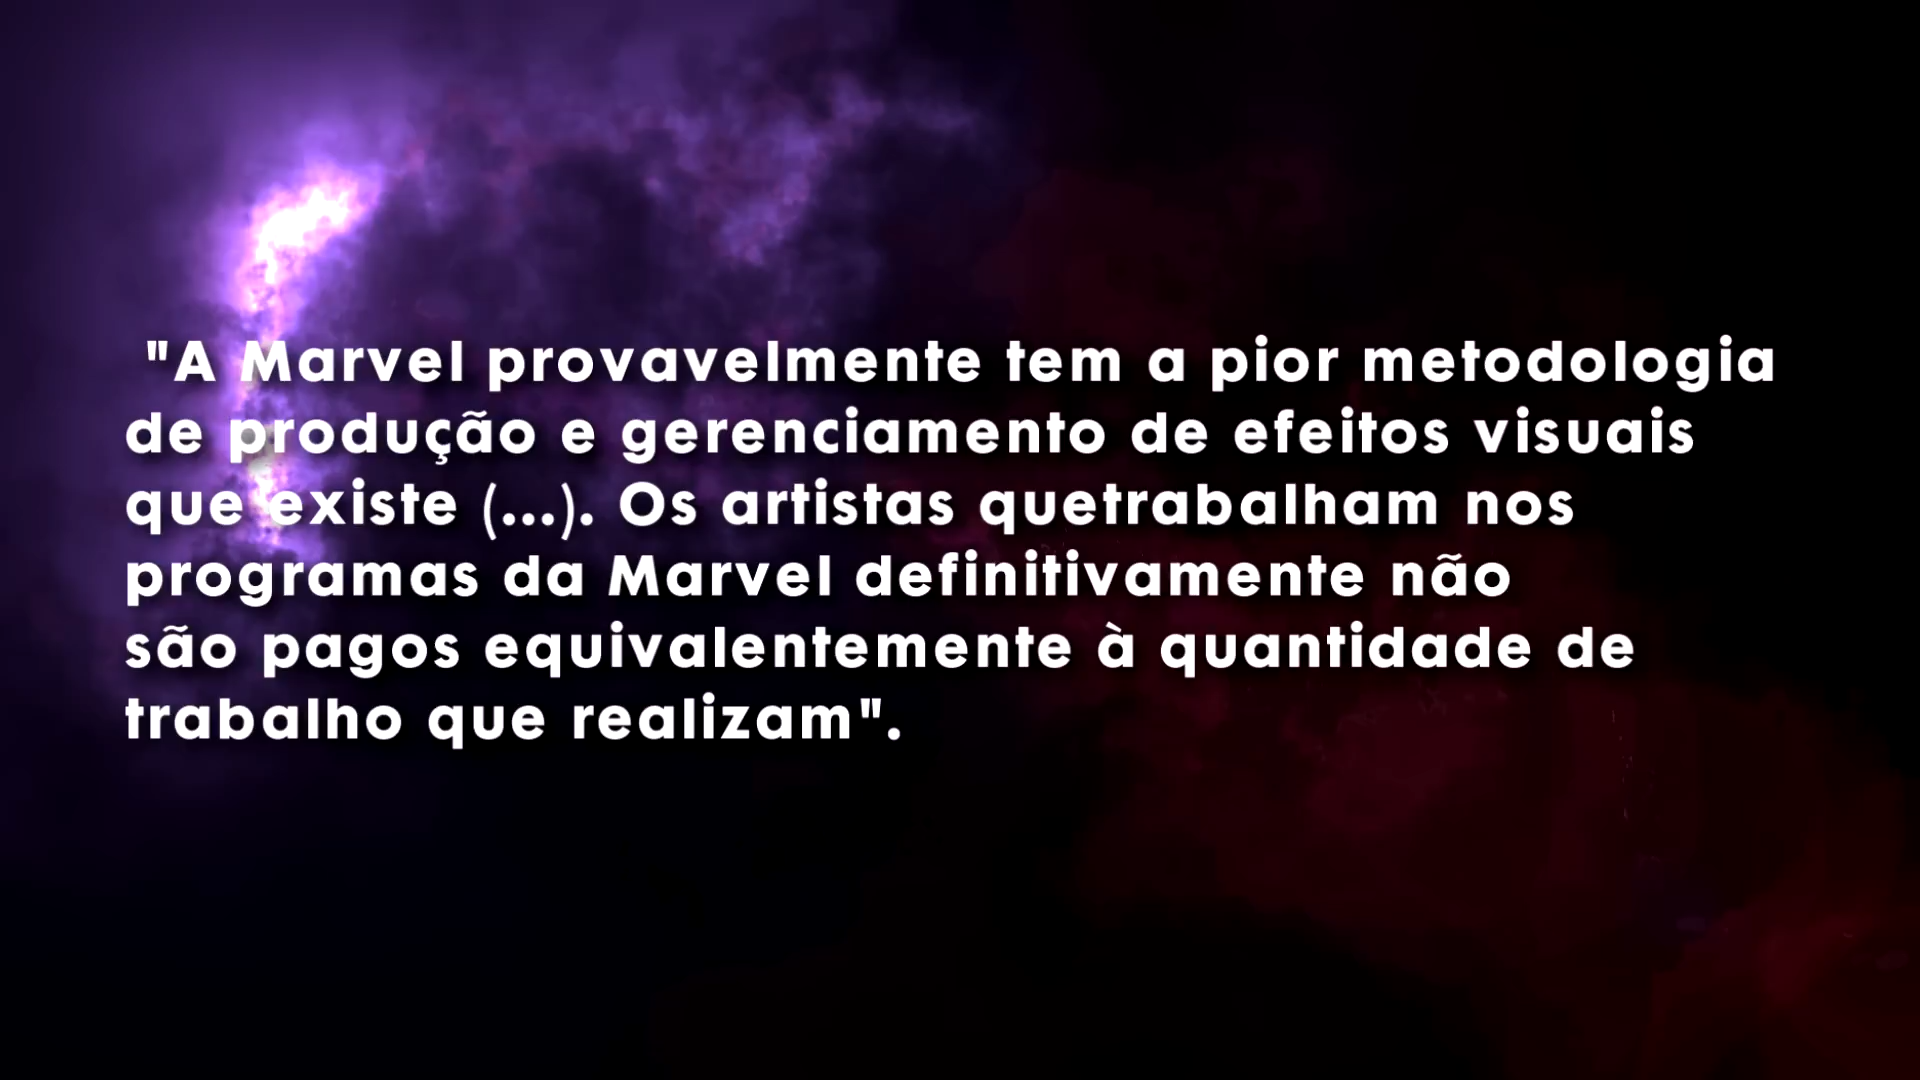 "A Marvel provavelmente tem a pior metodologia
de produção e gerenciamento de efeitos visuais
que existe (...). Os artistas quetrabalham nos
programas da Marvel definitivamente não
são pagos equivalentemente à quantidade de
trabalho que realizam".